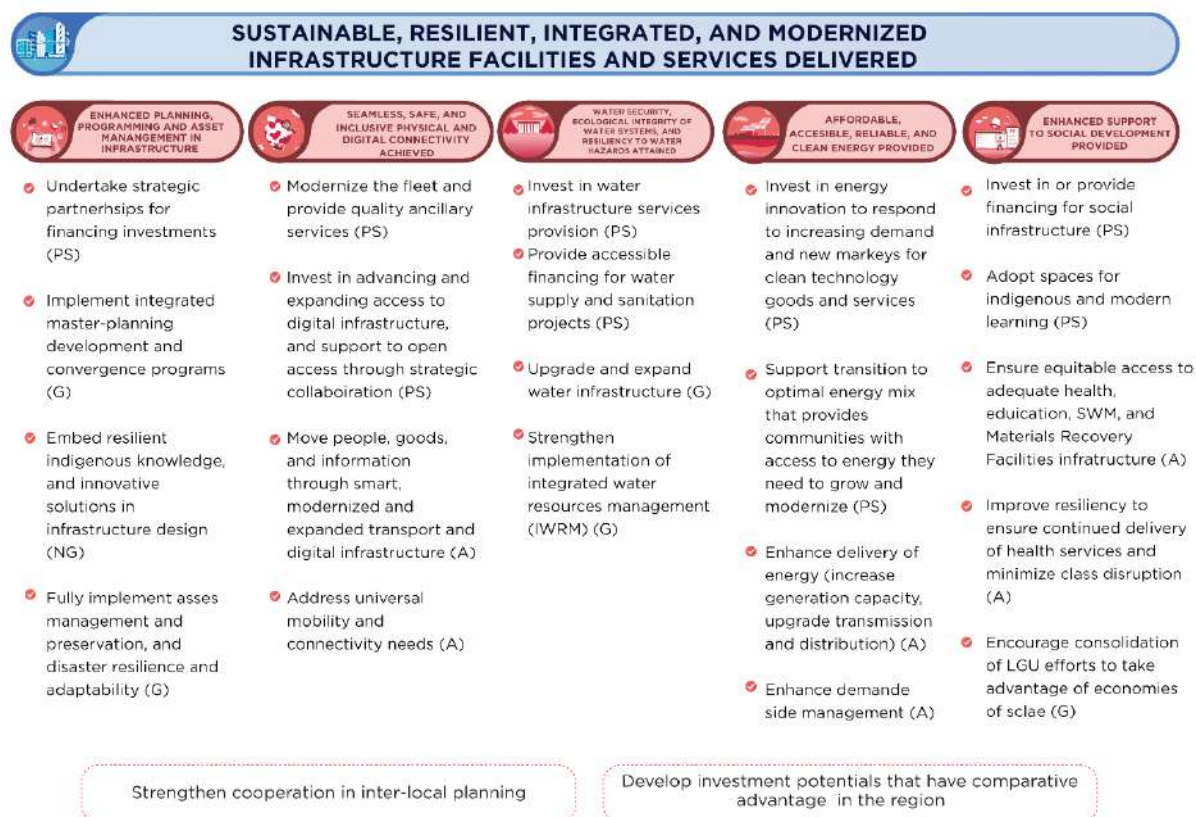 SUSTAINABLE, RESILIENT, INTEGRATED, AND MODERNIZED
INFRASTRUCTURE FACILITIES AND SERVICES DELIVERED
ENHANCED PLANNING,
PROGRAMMING AND ASSET
MANANGEMENT IN
INFRASTRUCTURE
Undertake strategic
partnerhsips for
financing investments
(PS)
Implement integrated
master-planning
development and
convergence programs
(G)
Embed resilient
indigenous knowledge,
and innovative
solutions in
infrastructure design
(NG)
Fully implement asses
management and
preservation, and
disaster resilience and
adaptability (G)
SEAMLESS, SAFE, AND
INCLUSIVE PHYSICAL AND
DIGITAL CONNECTIVITY
ACHIEVED
Modernize the fleet and
provide quality ancillary
services (PS)
Invest in advancing and
expanding access to
digital infrastructure,
and support to open
access through strategic
collaboiration (PS)
Move people, goods,
and information
through smart,
modernized and
expanded transport and
digital infrastructure (A)
Address universal
mobility and
connectivity needs (A)
WATER SECURITY,
ECOLOGICAL INTEGRITY OF
WATER SYSTEMS, AND
RESILIENCY TO WATER
HAZARDS ATTAINED
Invest in water
infrastructure services
provision (PS)
Provide accessible
financing for water
supply and sanitation
projects (PS)
Upgrade and expand
water infrastructure (G)
Strengthen
implementation of
integrated water
resources management
(IWRM) (G)
AFFORDABLE,
ACCESIBLE, RELIABLE, AND
CLEAN ENERGY PROVIDED
Invest in energy
innovation to respond
to increasing demand
and new markeys for
clean technology
goods and services
(PS)
Support transition to
optimal energy mix
that provides
communities with
access to energy they
need to grow and
modernize (PS)
Enhance delivery of
energy (increase
generation capacity,
upgrade transmission
and distribution) (A)
Enhance demande
side management (A)
ENHANCED SUPPORT
TO SOCIAL DEVELOPMENT
PROVIDED
Invest in or provide
financing for social
infrastructure (PS)
Adopt spaces for
indigenous and modern
learning (PS)
Ensure equitable access to
adequate health,
eduication, SWM, and
Materials Recovery
Facilities infratructure (A)
Improve resiliency to
ensure continued delivery
of health services and
minimize class disruption
(A)
Encourage consolidation
of LGU efforts to take
advantage of economies
of sclae (G)
Strengthen cooperation in inter-local planning
Develop investment potentials that have comparative
advantage in the region